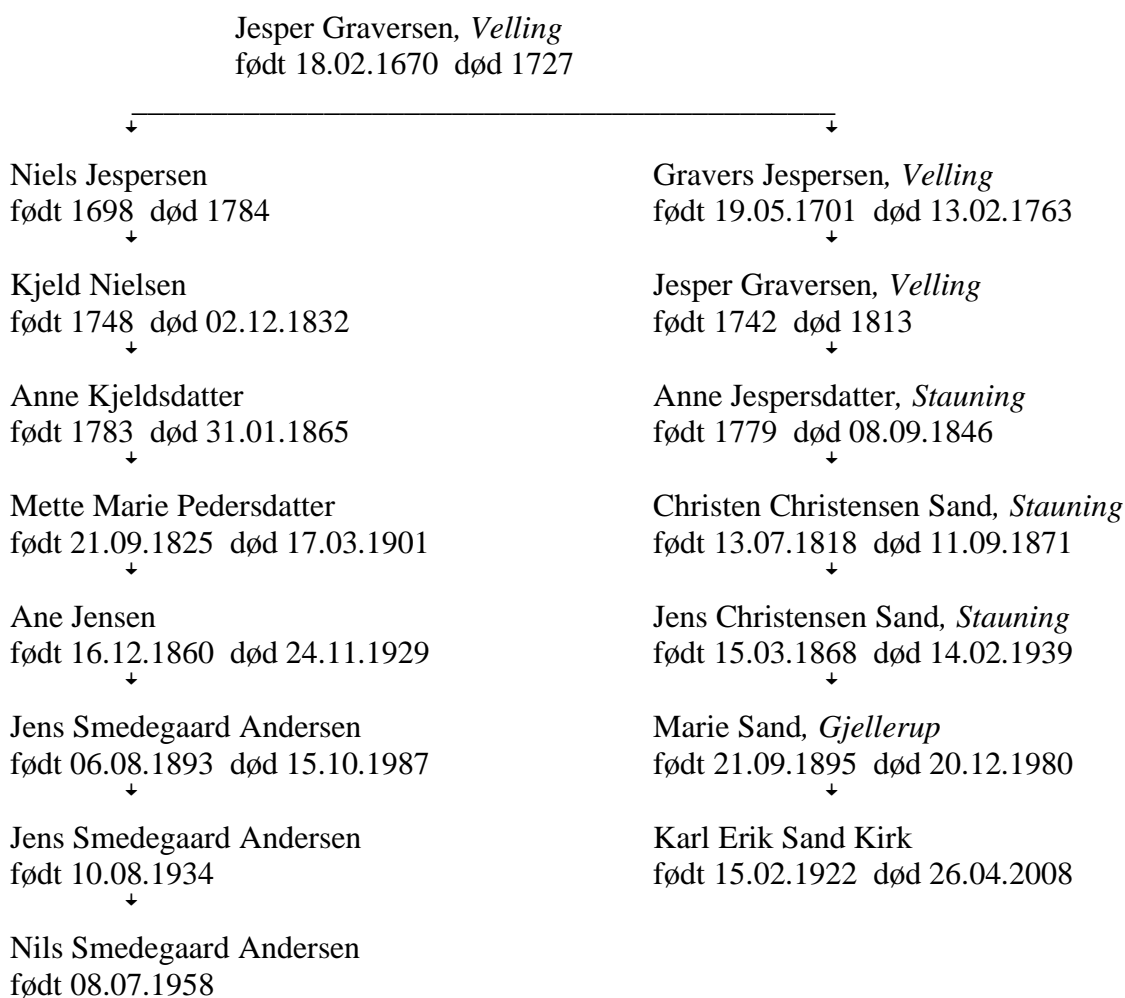 Jesper Graversen, Velling
født 18.02.1670  død 1727
Niels Jespersen
født 1698  død 1784
Gravers Jespersen, Velling
født 19.05.1701  død 13.02.1763
Kjeld Nielsen
født 1748  død 02.12.1832
Jesper Graversen, Velling
født 1742  død 1813
Anne Kjeldsdatter
født 1783  død 31.01.1865
Anne Jespersdatter, Stauning
født 1779  død 08.09.1846
Mette Marie Pedersdatter
født 21.09.1825  død 17.03.1901
Christen Christensen Sand, Stauning
født 13.07.1818  død 11.09.1871
Ane Jensen
født 16.12.1860  død 24.11.1929
Jens Christensen Sand, Stauning
født 15.03.1868  død 14.02.1939
Jens Smedegaard Andersen
født 06.08.1893  død 15.10.1987
Marie Sand, Gjellerup
født 21.09.1895  død 20.12.1980
Jens Smedegaard Andersen
født 10.08.1934
Karl Erik Sand Kirk
født 15.02.1922  død 26.04.2008
Nils Smedegaard Andersen
født 08.07.1958